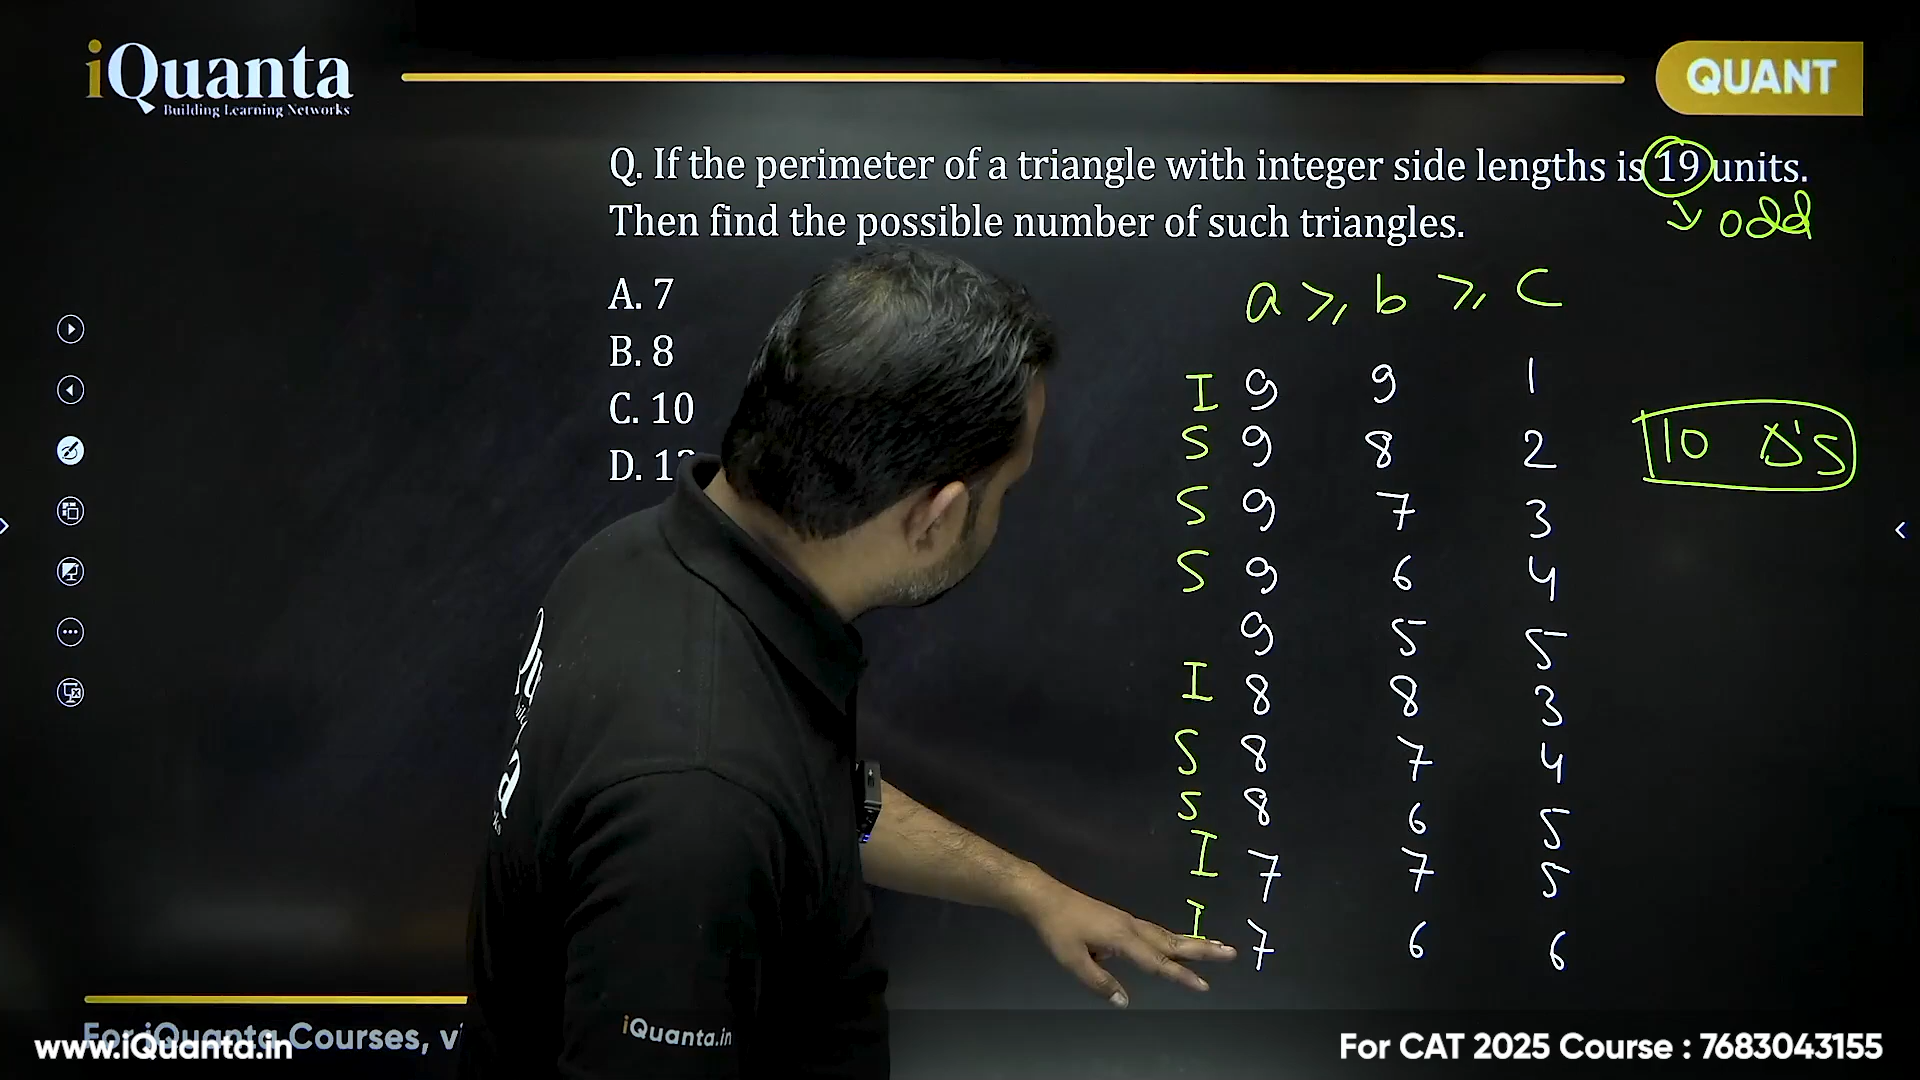 iQuanta
Building Learning Networks
QUANT
Q. If the perimeter of a triangle with integer side lengths is 19 units.
Then find the possible number of such triangles.
odd
A. 7
B. 8
C. 10
D.
a ≥ b ≥ c
I 9 9 1
S 9 8 2
S 9 7 3
S 9 6 4
9 5 5
I 8 8 3
S 8 7 4
S 8 6 5
I 7 7 5
I 7 6 6
10 Δ's
iQuanta.in
For iQuanta Courses,
www.iQuanta.in
For CAT 2025 Course : 7683043155